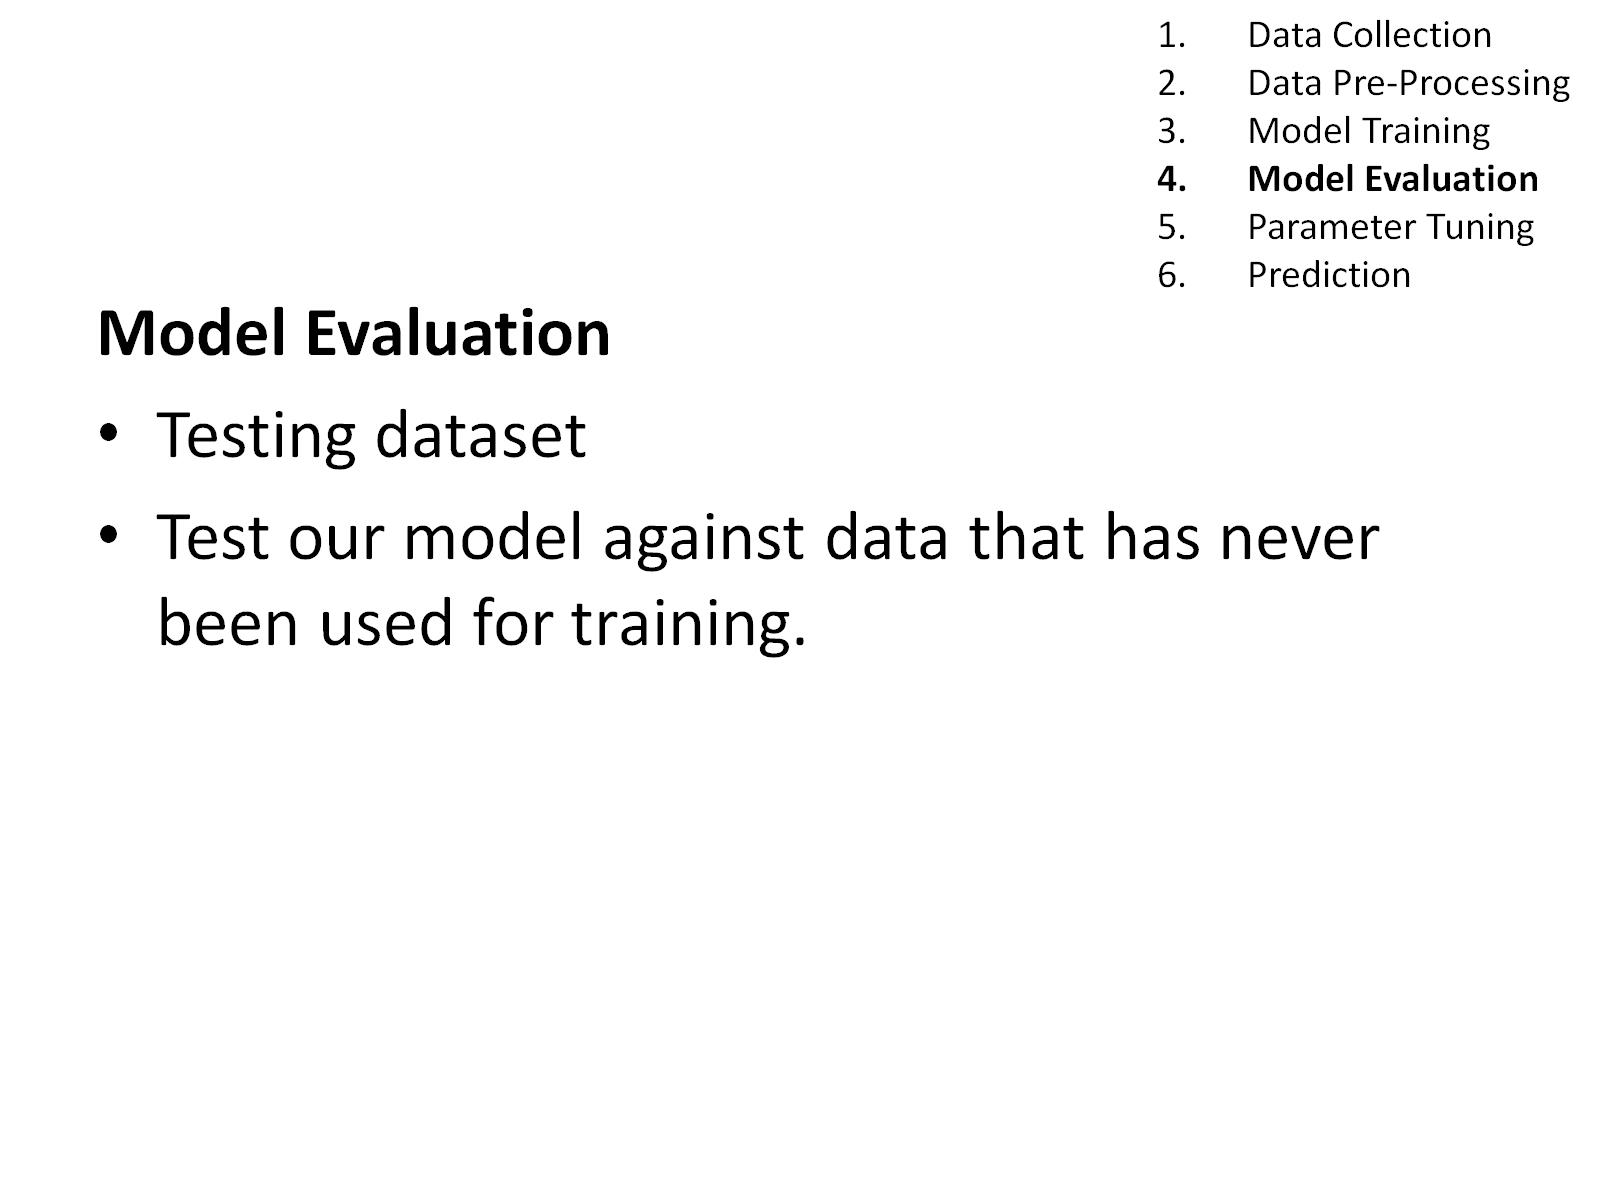 1. Data Collection
2. Data Pre-Processing
3. Model Training
4. Model Evaluation
5. Parameter Tuning
6. Prediction
Model Evaluation
• Testing dataset
• Test our model against data that has never
been used for training.